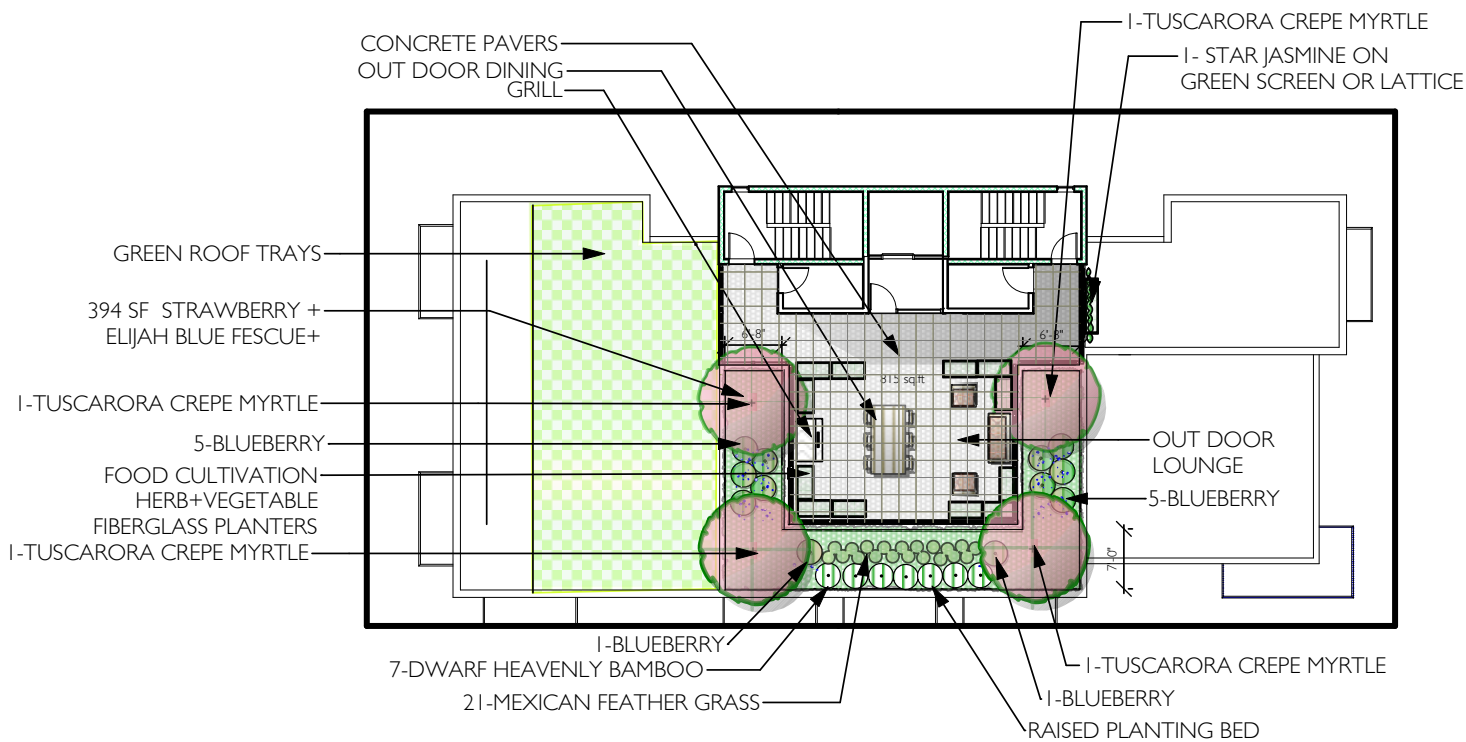 1-TUSCARORA CREPE MYRTLE
1- STAR JASMINE ON
GREEN SCREEN OR LATTICE
CONCRETE PAVERS
OUT DOOR DINING
GRILL
GREEN ROOF TRAYS
394 SF STRAWBERRY +
ELIJAH BLUE FESCUE+
1-TUSCARORA CREPE MYRTLE
5-BLUEBERRY
FOOD CULTIVATION
HERB+VEGETABLE
FIBERGLASS PLANTERS
1-TUSCARORA CREPE MYRTLE
6'-8"
6'-8"
815 sq ft
OUT DOOR
LOUNGE
5-BLUEBERRY
7'-0"
1-BLUEBERRY
7-DWARF HEAVENLY BAMBOO
21-MEXICAN FEATHER GRASS
1-TUSCARORA CREPE MYRTLE
1-BLUEBERRY
RAISED PLANTING BED